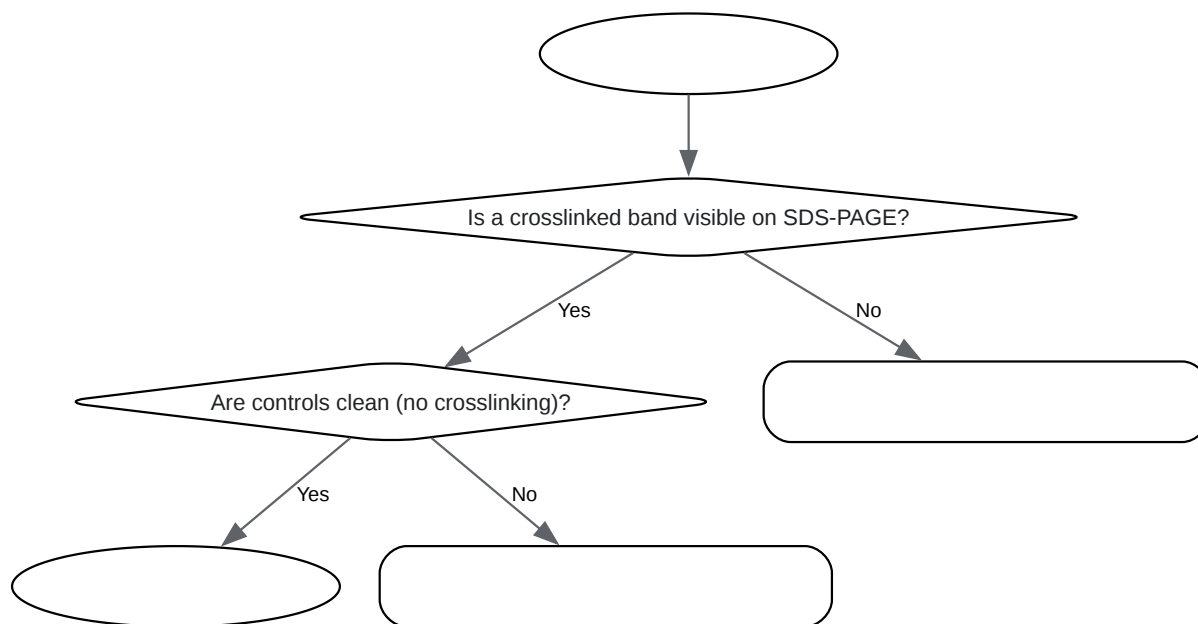 Is a crosslinked band visible on SDS-PAGE?
Yes
No
Are controls clean (no crosslinking)?
Yes
No